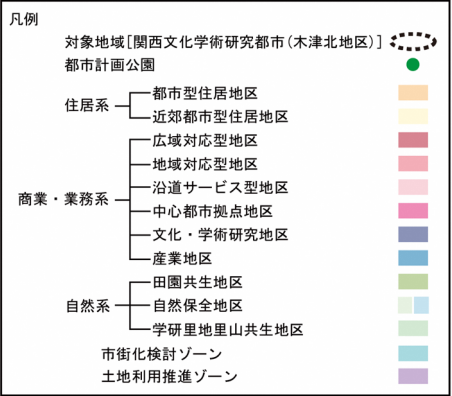 凡例
対象地域[関西文化学術研究都市(木津北地区)]
都市計画公園
住居系
都市型住居地区
近郊都市型住居地区
商業・業務系
広域対応型地区
地域対応型地区
沿道サービス型地区
中心都市拠点地区
文化・学術研究地区
産業地区
自然系
田園共生地区
自然保全地区
学研里地里山共生地区
市街化検討ゾーン
土地利用推進ゾーン